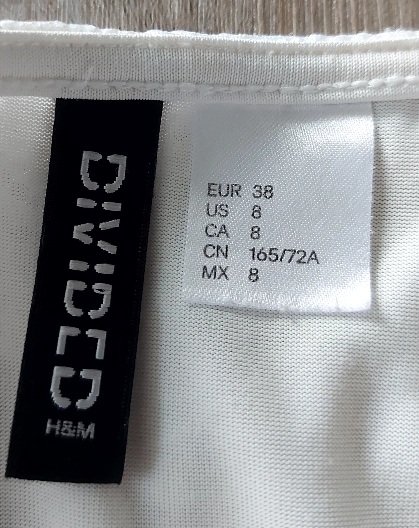 DIVIDED
H&M
EUR 38
US 8
CA 8
CN 165/72A
MX 8